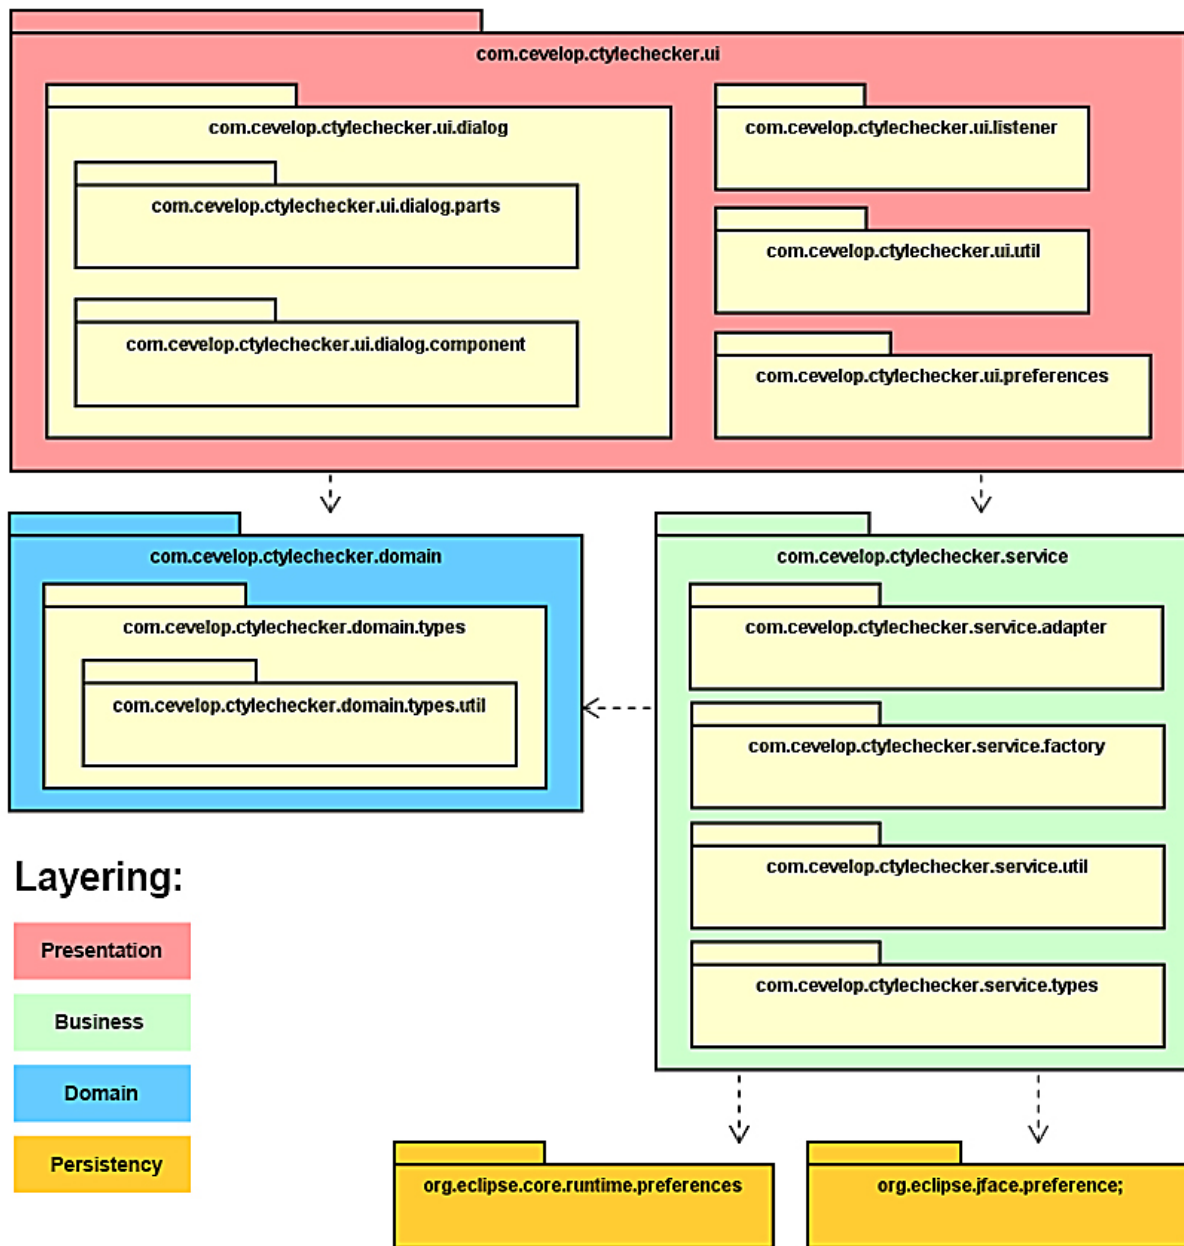 com.cevelop.ctylechecker.ui
com.cevelop.ctylechecker.ui.dialog
com.cevelop.ctylechecker.ui.dialog.parts
com.cevelop.ctylechecker.ui.dialog.component
com.cevelop.ctylechecker.ui.listener
com.cevelop.ctylechecker.ui.util
com.cevelop.ctylechecker.ui.preferences
com.cevelop.ctylechecker.domain
com.cevelop.ctylechecker.domain.types
com.cevelop.ctylechecker.domain.types.util
com.cevelop.ctylechecker.service
com.cevelop.ctylechecker.service.adapter
com.cevelop.ctylechecker.service.factory
com.cevelop.ctylechecker.service.util
com.cevelop.ctylechecker.service.types
Layering:
Presentation
Business
Domain
Persistency
org.eclipse.core.runtime.preferences
org.eclipse.jface.preference;